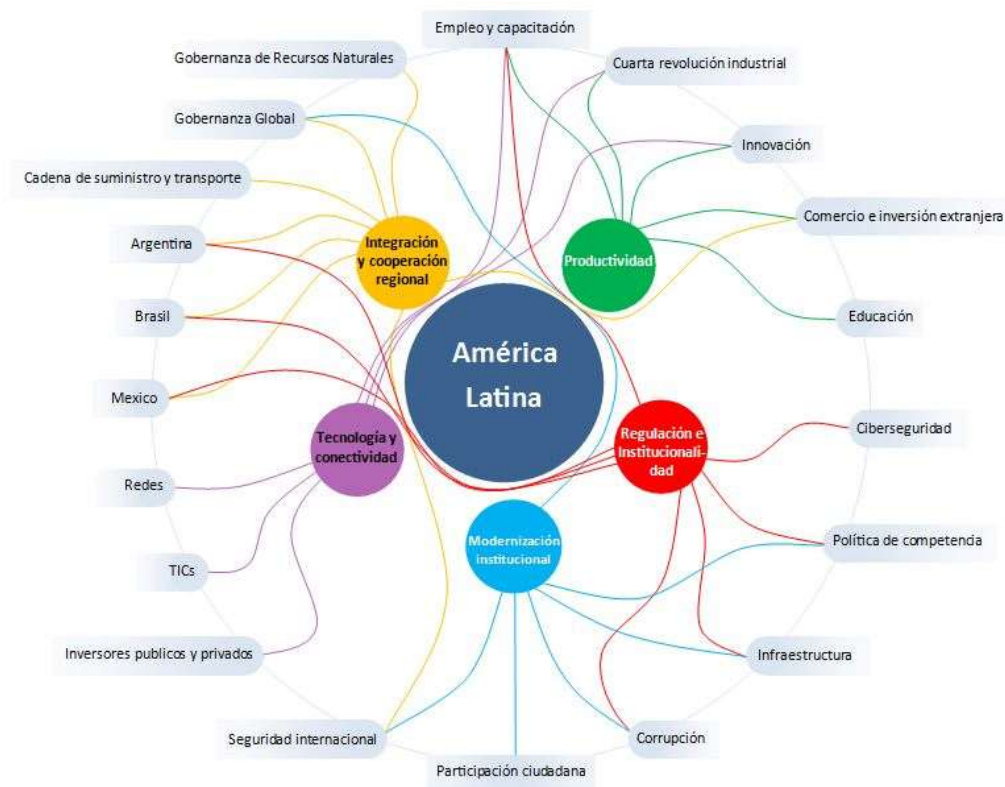 Empleo y capacitación
Gobernanza de Recursos Naturales
Cuarta revolución industrial
Gobernanza Global
Innovación
Cadena de suministro y transporte
Comercio e inversión extranjera
Argentina
Integración
y cooperación
regional
Productividad
Brasil
Educación
América
Latina
Mexico
Tecnología y
conectividad
Regulación e
Institucionali-
dad
Ciberseguridad
Redes
Modernización
institucional
Política de competencia
TICs
Inversores publicos y privados
Infraestructura
Seguridad internacional
Corrupción
Participación ciudadana